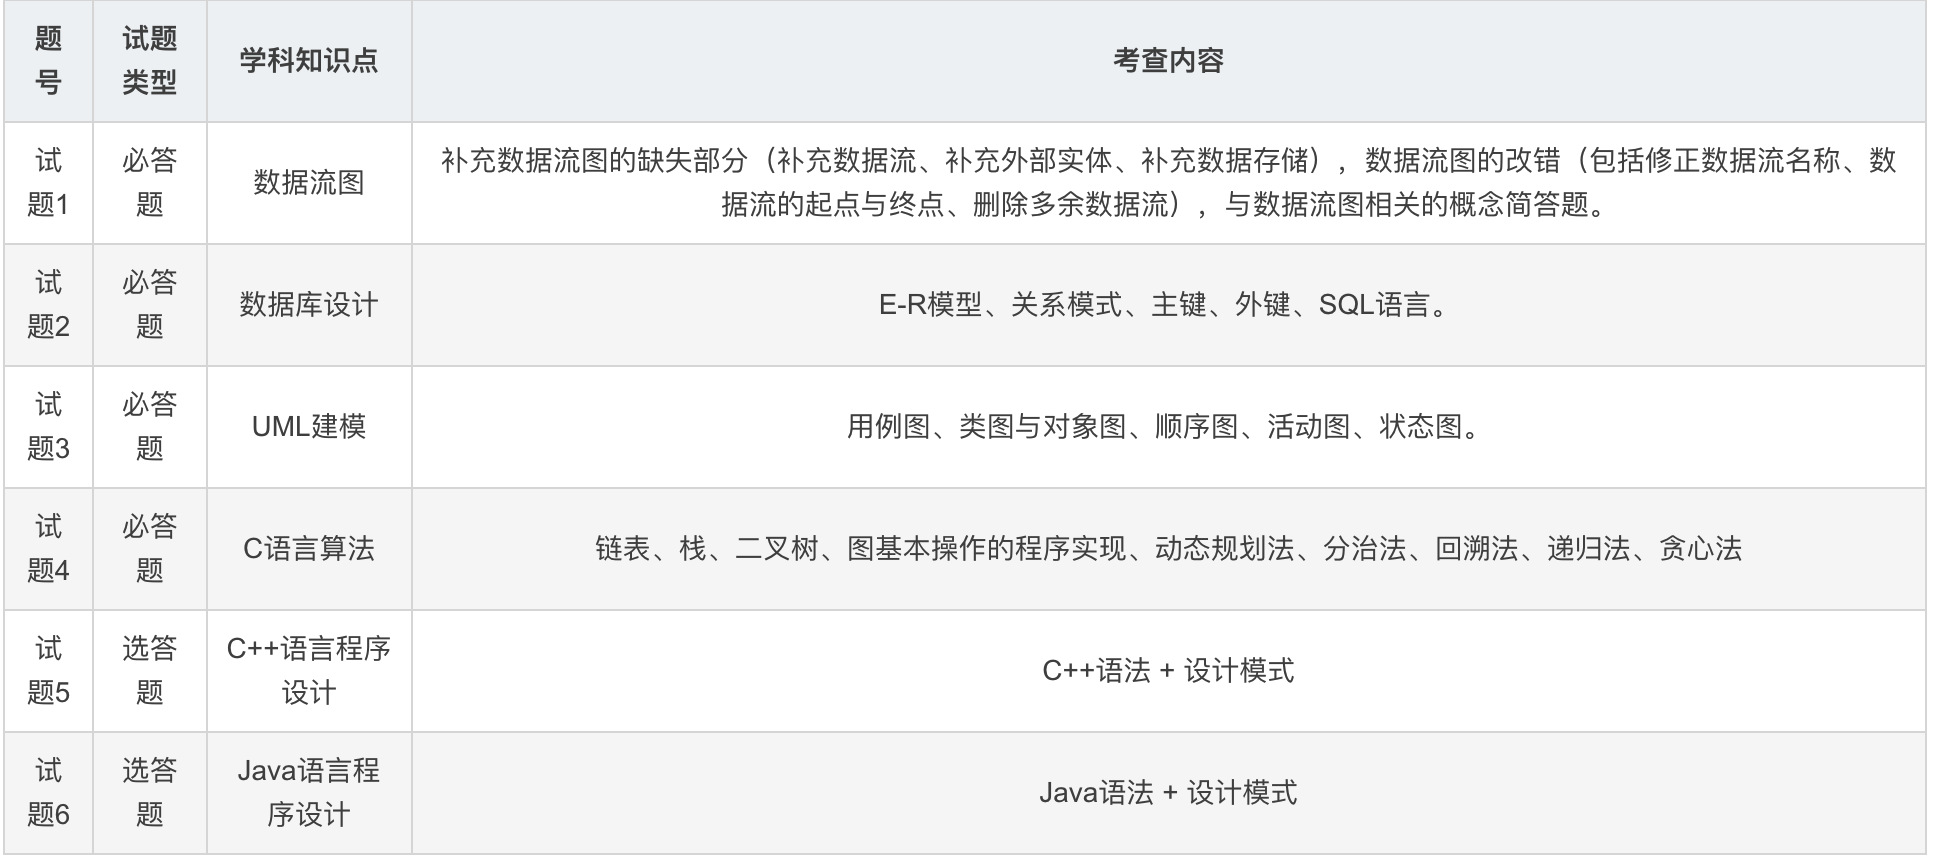 题号
试题类型
学科知识点
考查内容
试题1
必答题
数据流图
补充数据流图的缺失部分（补充数据流、补充外部实体、补充数据存储），数据流图的改错（包括修正数据流名称、数
据流的起点与终点、删除多余数据流），与数据流图相关的概念简答题。
试题2
必答题
数据库设计
E-R模型、关系模式、主键、外键、SQL语言。
试题3
必答题
UML建模
用例图、类图与对象图、顺序图、活动图、状态图。
试题4
必答题
C语言算法
链表、栈、二叉树、图基本操作的程序实现、动态规划法、分治法、回溯法、递归法、贪心法
试题5
选答题
C++语言程序
设计
C++语法 + 设计模式
试题6
选答题
Java语言程
序设计
Java语法 + 设计模式